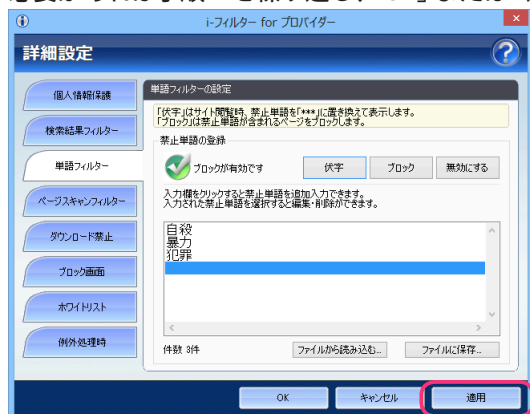 i-フィルター for プロバイダー
詳細設定
個人情報保護
検索結果フィルター
単語フィルター
ページスキャンフィルター
ダウンロード禁止
ブロック画面
ホワイトリスト
例外処理時
単語フィルターの設定
「伏字」はサイト閲覧時、禁止単語を「***」に置き換えて表示します。
「ブロック」は禁止単語が含まれるページをブロックします。
禁止単語の登録
ブロックが有効です
伏字
ブロック
無効にする
入力欄をクリックすると禁止単語を追加入力できます。
入力された禁止単語を選択すると編集・削除ができます。
自殺
暴力
犯罪
件数 3件
ファイルから読み込む...
ファイルに保存...
OK
キャンセル
適用